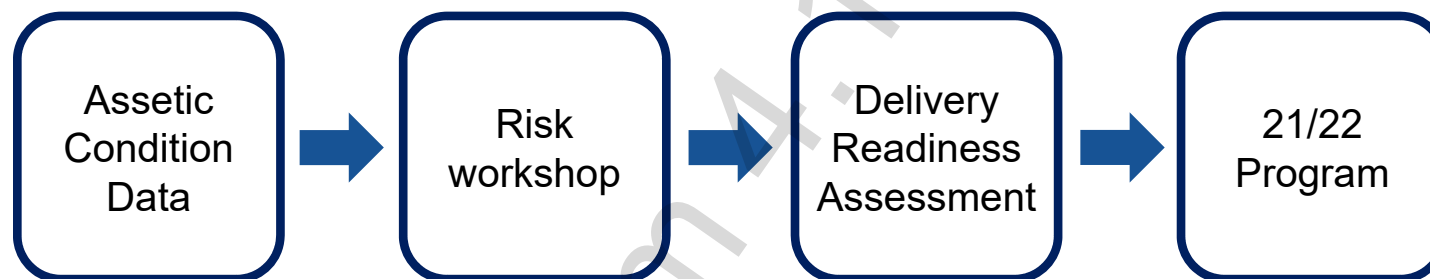 Assetic
Condition
Data
Risk
workshop
Delivery
Readiness
Assessment
21/22
Program